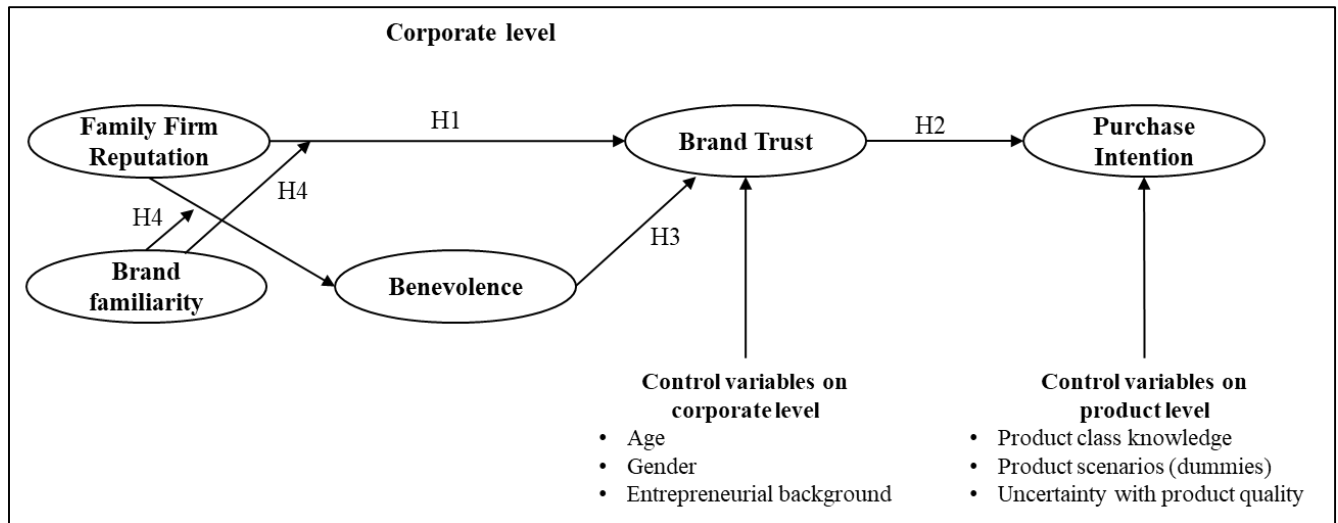 Corporate level
Family Firm
Reputation
H1
Brand Trust
H2
Purchase
Intention
H4
H4
Brand
familiarity
Benevolence
H3
Control variables on
corporate level
• Age
• Gender
• Entrepreneurial background
Control variables on
product level
• Product class knowledge
• Product scenarios (dummies)
• Uncertainty with product quality